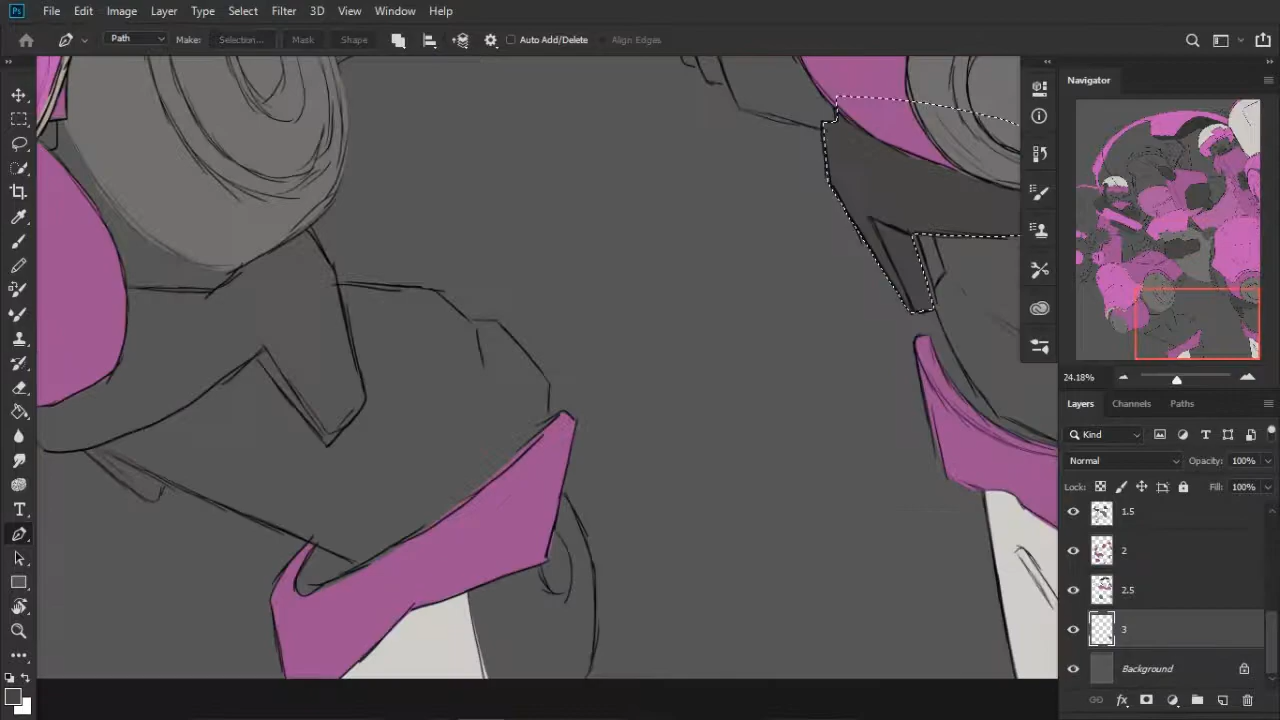 Ps File Edit Image Layer Type Select Filter 3D View Window Help
Path Make: Selection... Mask Shape Auto Add/Delete Align Edges
Navigator
24.18%
Layers Channels Paths
Kind
Normal Opacity: 100%
Lock: Fill: 100%
1.5
2
2.5
3
Background